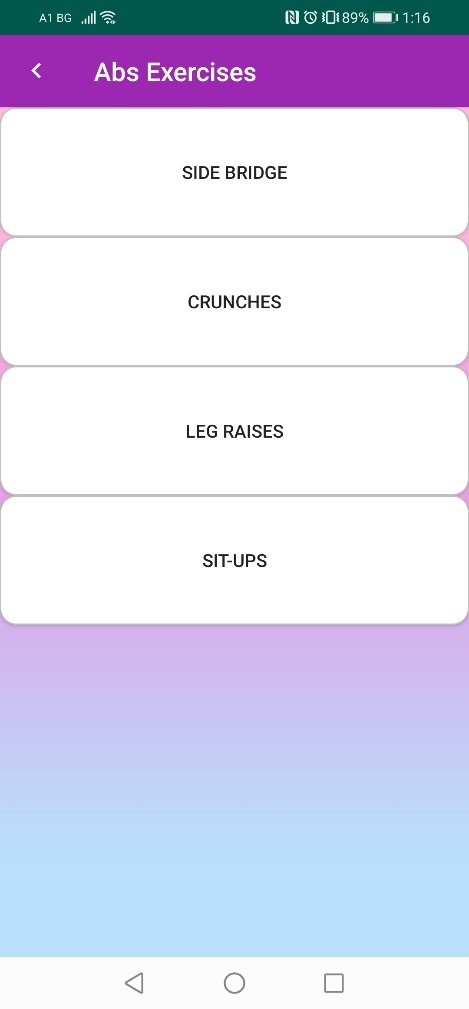 A1 BG 89% 1:16
Abs Exercises
SIDE BRIDGE
CRUNCHES
LEG RAISES
SIT-UPS